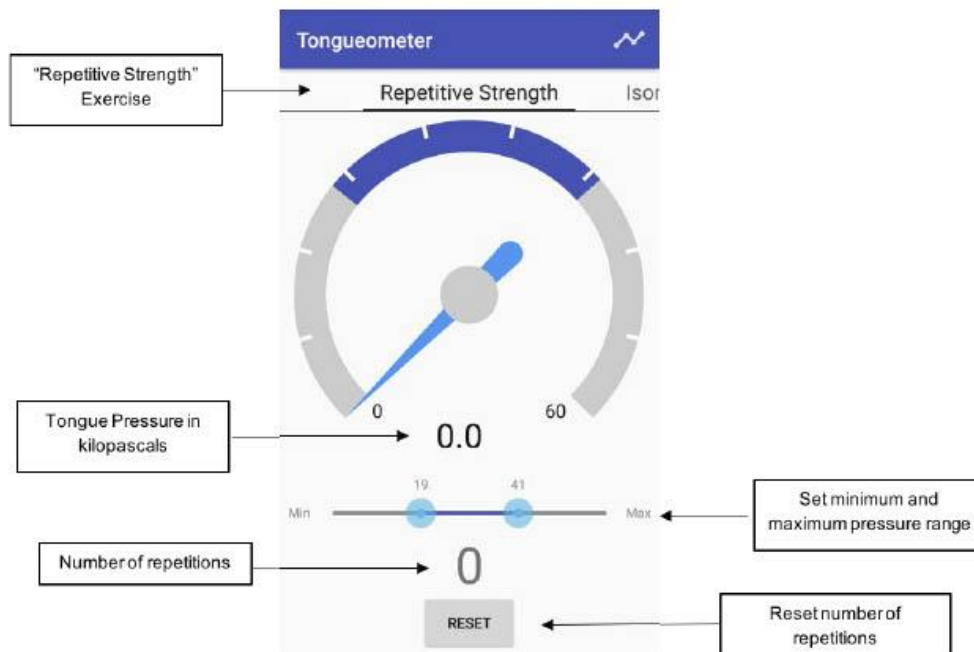 Tongueometer
"Repetitive Strength"
Exercise
Repetitive Strength
Isor
0
60
Tongue Pressure in
kilopascals
0.0
19
41
Min
Max
Set minimum and
maximum pressure range
Number of repetitions
0
RESET
Reset number of
repetitions